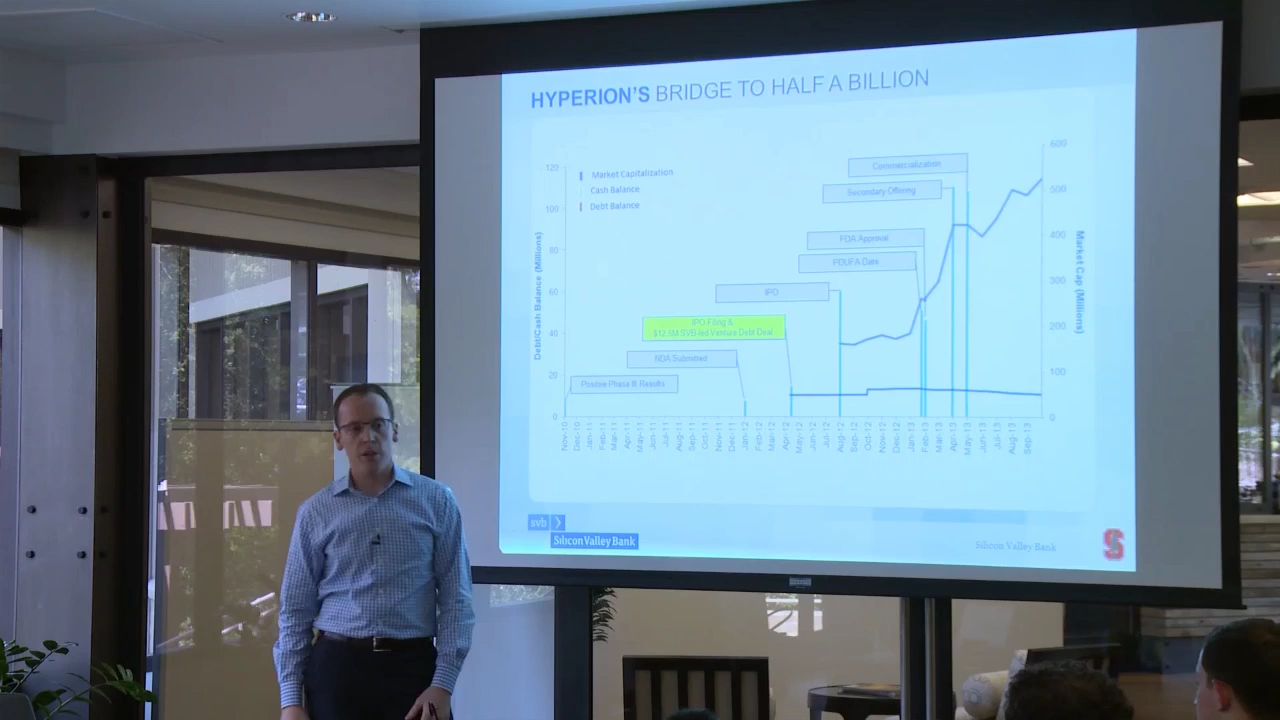 HYPERION'S BRIDGE TO HALF A BILLION
Market Capitalization
Cash Balance
Debt Balance
Debt/Cash Balance (Millions)
120
100
80
60
40
20
0
Commercialization
Secondary Offering
FDA Approval
PDUFA Date
IPO
IPO Filing &
$12.5M SVB-led Venture Debt Deal
NDA Submitted
Positive Phase III Results
600
500
400
300
200
100
0
Market Cap (Millions)
Nov-10
Dec-10
Jan-11
Feb-11
Mar-11
Apr-11
May-11
Jun-11
Jul-11
Aug-11
Sep-11
Oct-11
Nov-11
Dec-11
Jan-12
Feb-12
Mar-12
Apr-12
May-12
Jun-12
Jul-12
Aug-12
Sep-12
Oct-12
Nov-12
Dec-12
Jan-13
Feb-13
Mar-13
Apr-13
May-13
Jun-13
Jul-13
Aug-13
Sep-13
svb
Silicon Valley Bank
Silicon Valley Bank
S